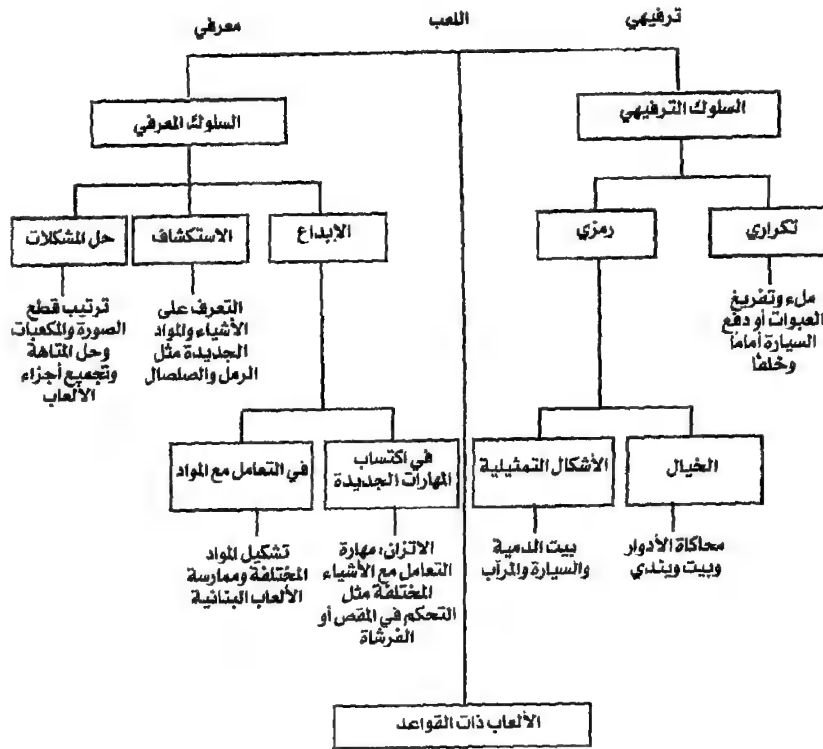 ترفيهي
اللعب
معرفي
السلوك الترفيهي
السلوك المعرفي
تكراري
رمزي
الإبداع
الاستكشاف
حل المشكلات
ملء وتفريغ
العبوات أو دفع
السيارة أماماً
وخلفاً
التعرف على
الأشياء والمواد
الجديدة مثل
الرمل والصلصال
ترتيب قطع
الصورة والمكعبات
وحل المتاهة
وتجميع أجزاء
الألعاب
الخيال
الأشكال التمثيلية
في اكتساب
المهارات الجديدة
في التعامل مع المواد
محاكاة الأدوار
وبيت ويندي
بيت الدمية
والسيارة والمرآب
الاتزان، مهارة
التعامل مع الأشياء
المختلفة مثل
التحكم في المقص أو
الفرشاة
تشكيل المواد
المختلفة وممارسة
الألعاب البنائية
الألعاب ذات القواعد